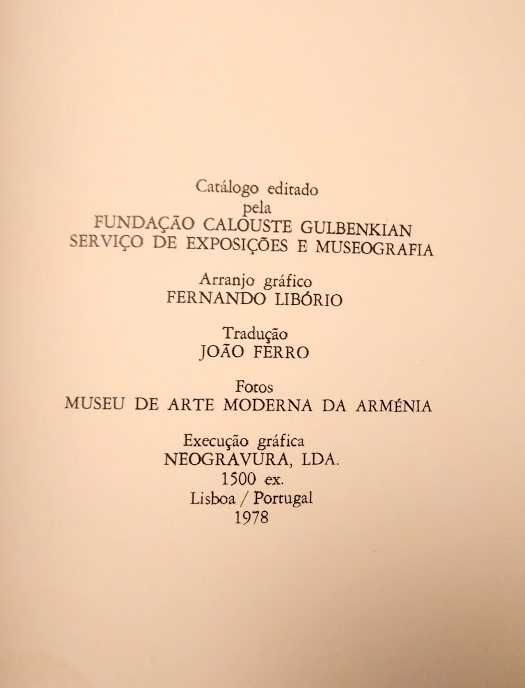 Catálogo editado
pela
FUNDAÇÃO CALOUSTE GULBENKIAN
SERVIÇO DE EXPOSIÇÕES E MUSEOGRAFIA
Arranjo gráfico
FERNANDO LIBÓRIO
Tradução
JOÃO FERRO
Fotos
MUSEU DE ARTE MODERNA DA ARMÉNIA
Execução gráfica
NEOGRAVURA, LDA.
1500 ex.
Lisboa / Portugal
1978